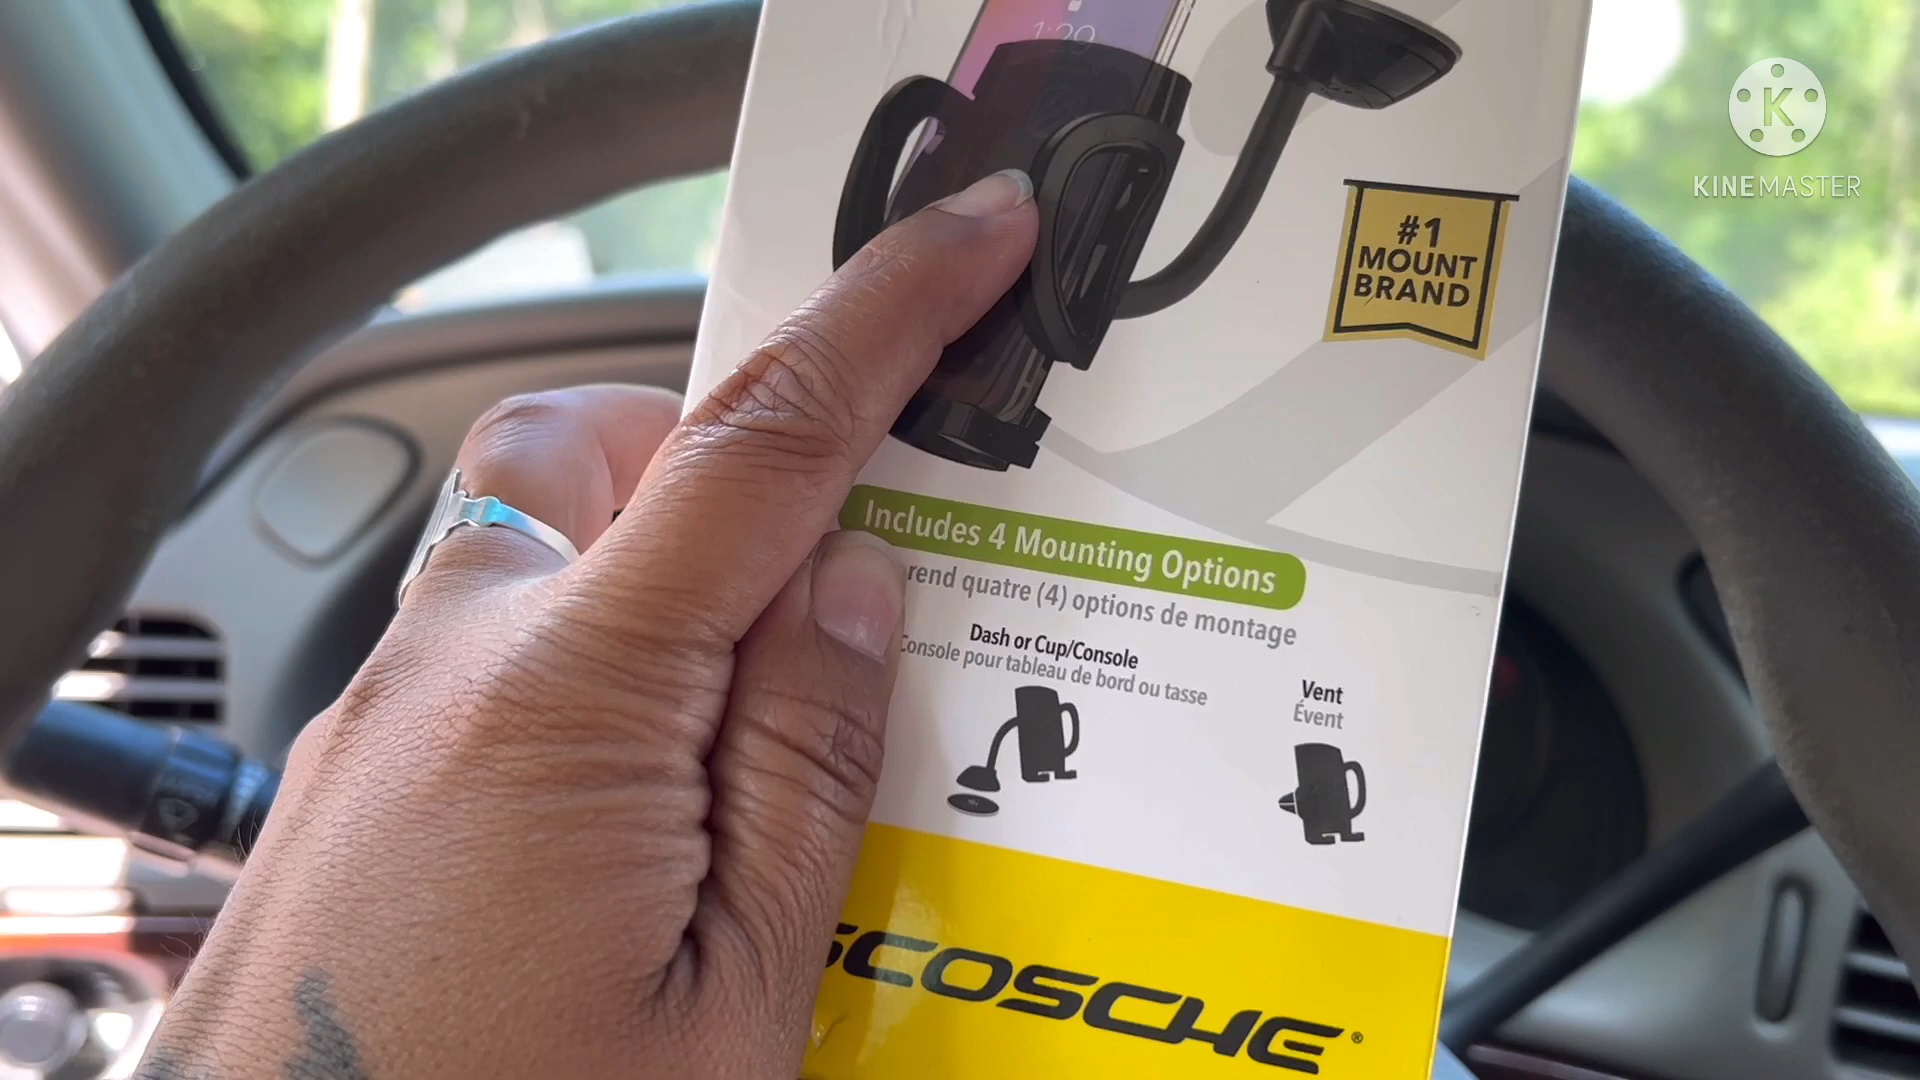 1:29
K
KINEMASTER
#1
MOUNT
BRAND
Includes 4 Mounting Options
rend quatre (4) options de montage
Dash or Cup/Console
Console pour tableau de bord ou tasse
Vent
Évent
SCOSCHE®